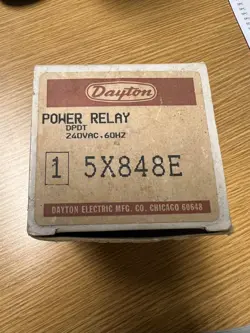 Dayton
POWER RELAY
DPDT
240VAC.60HZ
1 5X848E
DAYTON ELECTRIC MFG. CO. CHICAGO 60648